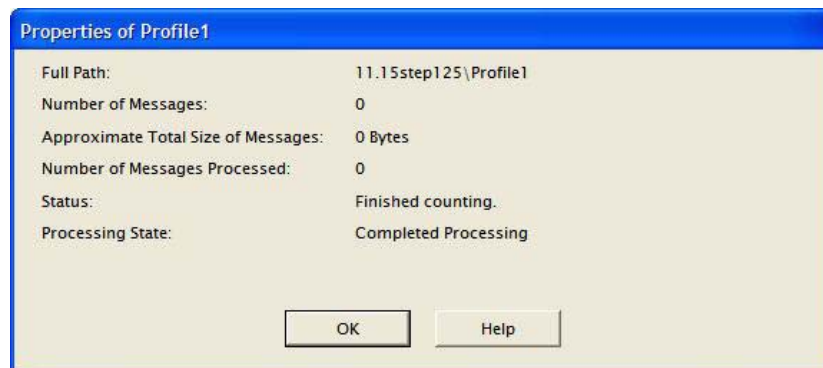 Properties of Profile1
Full Path: 11.15step125\Profile1
Number of Messages: 0
Approximate Total Size of Messages: 0 Bytes
Number of Messages Processed: 0
Status: Finished counting.
Processing State: Completed Processing
OK Help